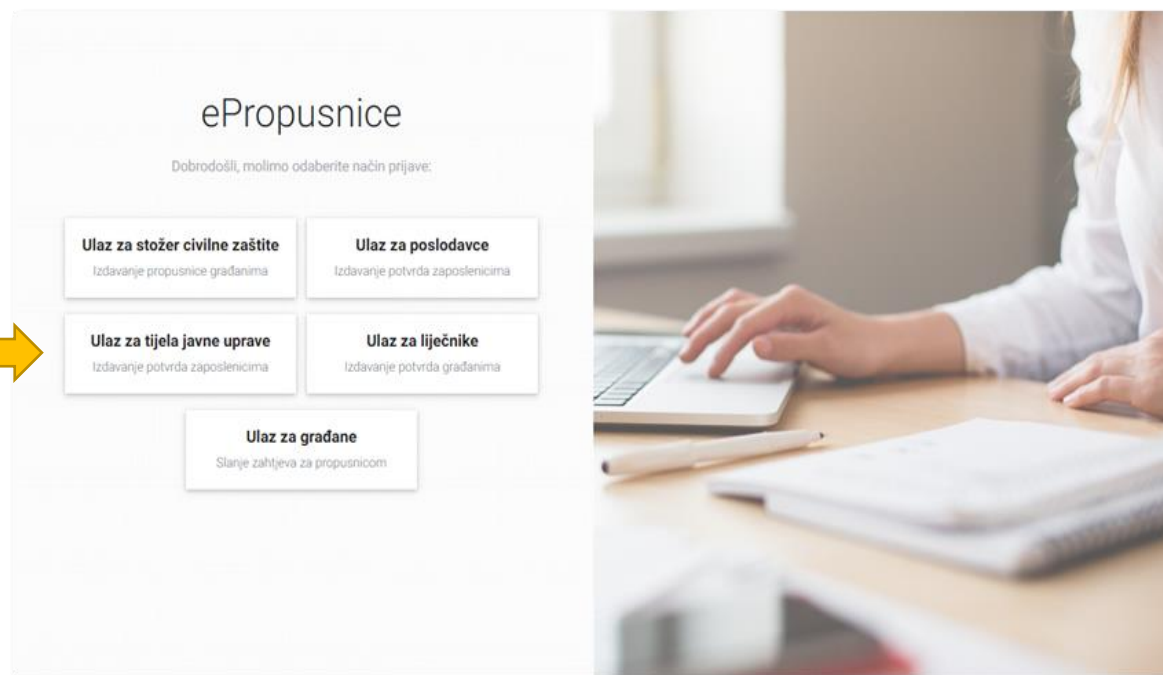 ePropusnice
Dobrodošli, molimo odaberite način prijave:
Ulaz za stožer civilne zaštite
Izdavanje propusnice građanima
Ulaz za poslodavce
Izdavanje potvrda zaposlenicima
Ulaz za tijela javne uprave
Izdavanje potvrda zaposlenicima
Ulaz za liječnike
Izdavanje potvrda građanima
Ulaz za građane
Slanje zahtjeva za propusnicom